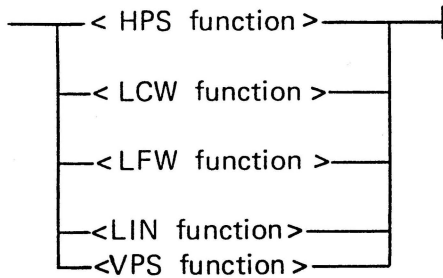 < HPS function >
< LCW function >
< LFW function >
<LIN function >
<VPS function>